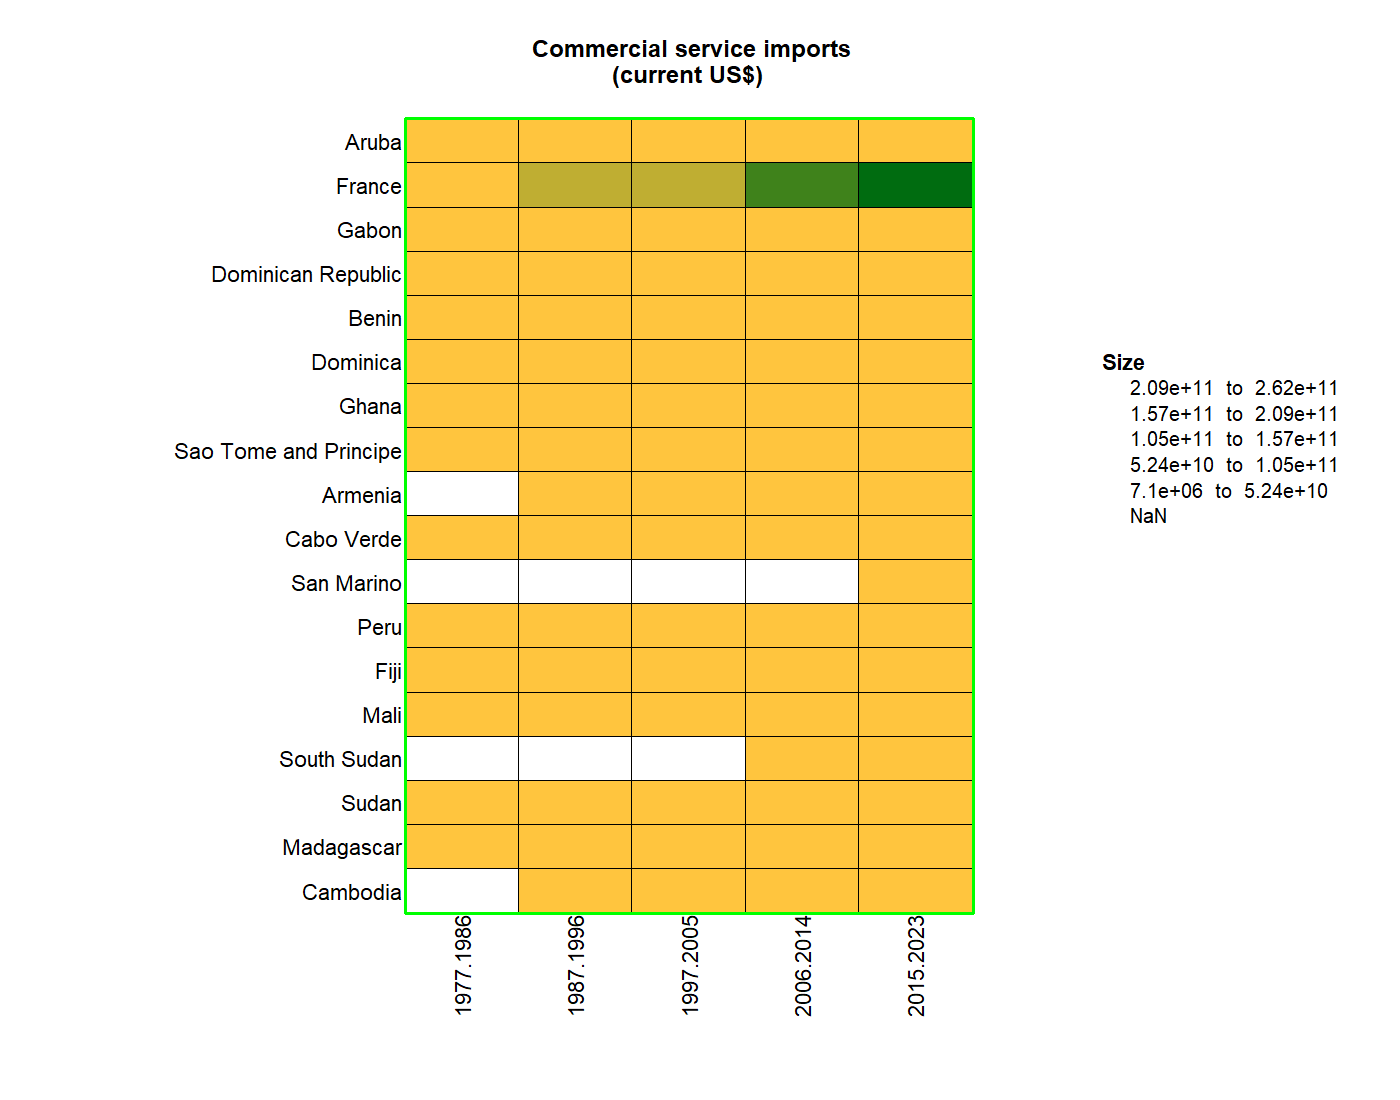 Commercial service imports
(current US$)
Aruba
France
Gabon
Dominican Republic
Benin
Dominica
Ghana
Sao Tome and Principe
Armenia
Cabo Verde
San Marino
Peru
Fiji
Mali
South Sudan
Sudan
Madagascar
Cambodia
1977.1986
1987.1996
1997.2005
2006.2014
2015.2023
Size
2.09e+11 to 2.62e+11
1.57e+11 to 2.09e+11
1.05e+11 to 1.57e+11
5.24e+10 to 1.05e+11
7.1e+06 to 5.24e+10
NaN